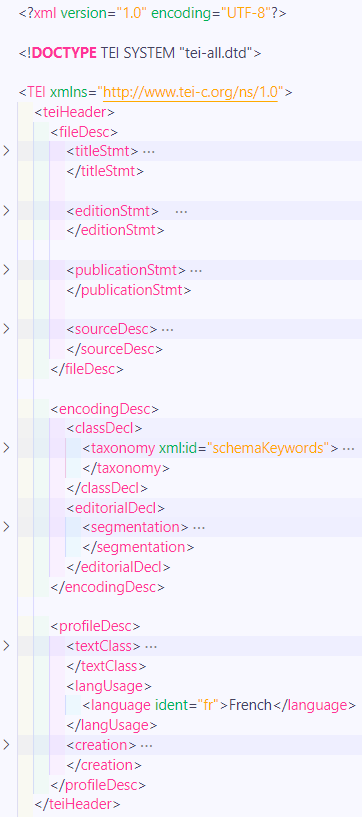 <?xml version="1.0" encoding="UTF-8"?>
<!DOCTYPE TEI SYSTEM "tei-all.dtd">
<TEI xmlns="http://www.tei-c.org/ns/1.0">
<teiHeader>
<fileDesc>
<titleStmt> ···
</titleStmt>
<editionStmt> ···
</editionStmt>
<publicationStmt> ···
</publicationStmt>
<sourceDesc> ···
</sourceDesc>
</fileDesc>
<encodingDesc>
<classDecl>
<taxonomy xml:id="schemaKeywords"> ···
</taxonomy>
</classDecl>
<editorialDecl>
<segmentation> ···
</segmentation>
</editorialDecl>
</encodingDesc>
<profileDesc>
<textClass> ···
</textClass>
<langUsage>
<language ident="fr">French</language>
</langUsage>
<creation> ···
</creation>
</profileDesc>
</teiHeader>